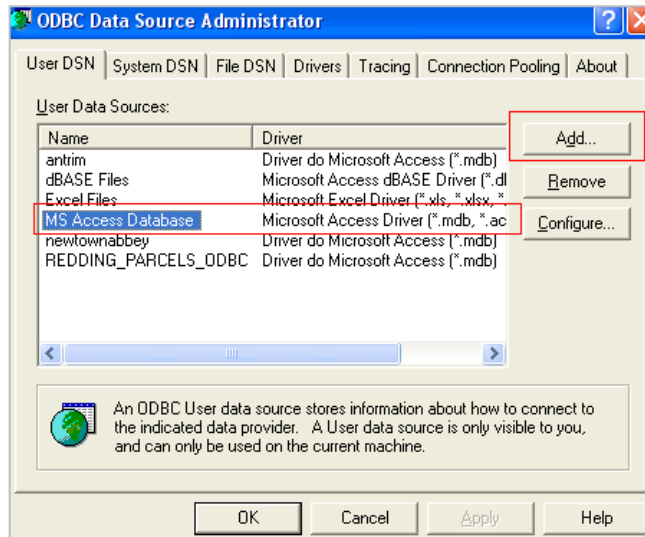 ODBC Data Source Administrator
User DSN System DSN File DSN Drivers Tracing Connection Pooling About
User Data Sources:
Name Driver
antrim Driver do Microsoft Access (*.mdb)
dBASE Files Microsoft Access dBASE Driver (*.d
Excel Files Microsoft Excel Driver (*.xls, *.xlsx, *.
MS Access Database Microsoft Access Driver (*.mdb, *.ac
newtownabbey Driver do Microsoft Access (*.mdb)
REDDING_PARCELS_ODBC Driver do Microsoft Access (*.mdb)
Add...
Remove
Configure...
An ODBC User data source stores information about how to connect to
the indicated data provider. A User data source is only visible to you,
and can only be used on the current machine.
OK Cancel Apply Help